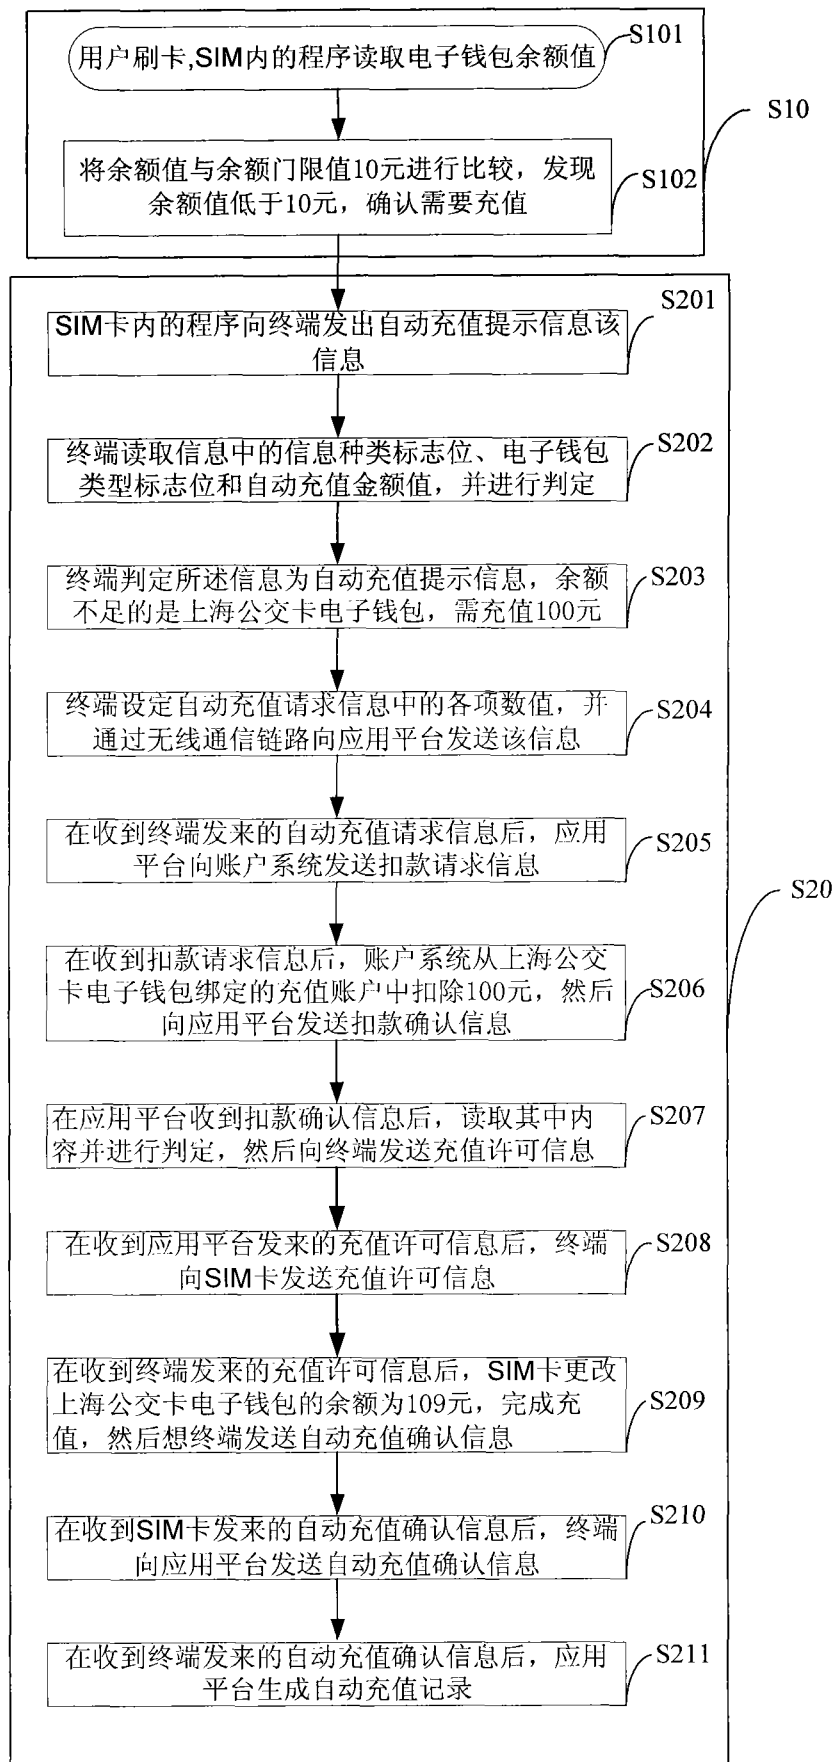 用户刷卡,SIM内的程序读取电子钱包余额值
S101
将余额值与余额门限值10元进行比较，发现
余额值低于10元，确认需要充值
S102
S10
SIM卡内的程序向终端发出自动充值提示信息该
信息
S201
终端读取信息中的信息种类标志位、电子钱包
类型标志位和自动充值金额值，并进行判定
S202
终端判定所述信息为自动充值提示信息，余额
不足的是上海公交卡电子钱包，需充值100元
S203
终端设定自动充值请求信息中的各项数值，并
通过无线通信链路向应用平台发送该信息
S204
在收到终端发来的自动充值请求信息后，应用
平台向账户系统发送扣款请求信息
S205
在收到扣款请求信息后，账户系统从上海公交
卡电子钱包绑定的充值账户中扣除100元，然后
向应用平台发送扣款确认信息
S206
在应用平台收到扣款确认信息后，读取其中内
容并进行判定，然后向终端发送充值许可信息
S207
在收到应用平台发来的充值许可信息后，终端
向SIM卡发送充值许可信息
S208
在收到终端发来的充值许可信息后，SIM卡更改
上海公交卡电子钱包的余额为109元，完成充
值，然后想终端发送自动充值确认信息
S209
在收到SIM卡发来的自动充值确认信息后，终端
向应用平台发送自动充值确认信息
S210
在收到终端发来的自动充值确认信息后，应用
平台生成自动充值记录
S211
S20